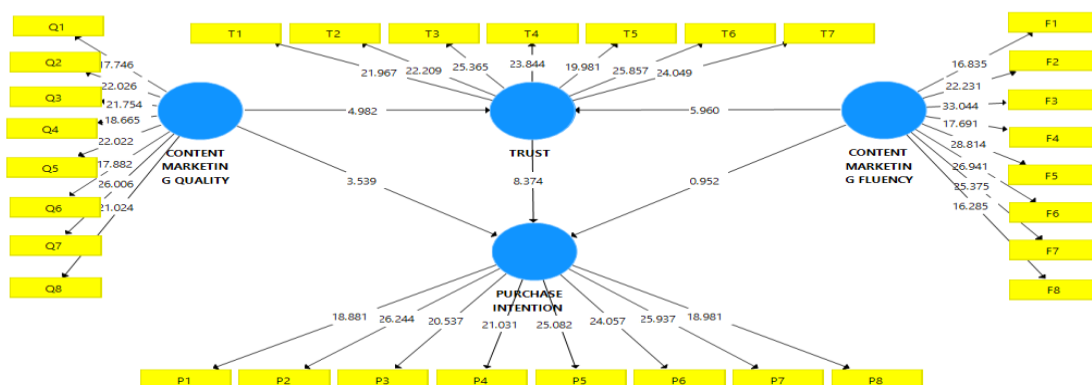 Q1
Q2
Q3
Q4
Q5
Q6
Q7
Q8
17.746
22.026
21.754
18.665
22.022
17.882
26.006
21.024
CONTENT
MARKETIN
G QUALITY
T1
T2
T3
T4
T5
T6
T7
21.967
22.209
25.365
23.844
19.981
25.857
24.049
4.982
TRUST
5.960
3.539
8.374
0.952
CONTENT
MARKETIN
G FLUENCY
F1
F2
F3
F4
F5
F6
F7
F8
16.835
22.231
33.044
17.691
28.814
26.941
16.285
PURCHASE
INTENTION
18.881
26.244
20.537
21.031
25.082
24.057
25.937
18.981
P1
P2
P3
P4
P5
P6
P7
P8